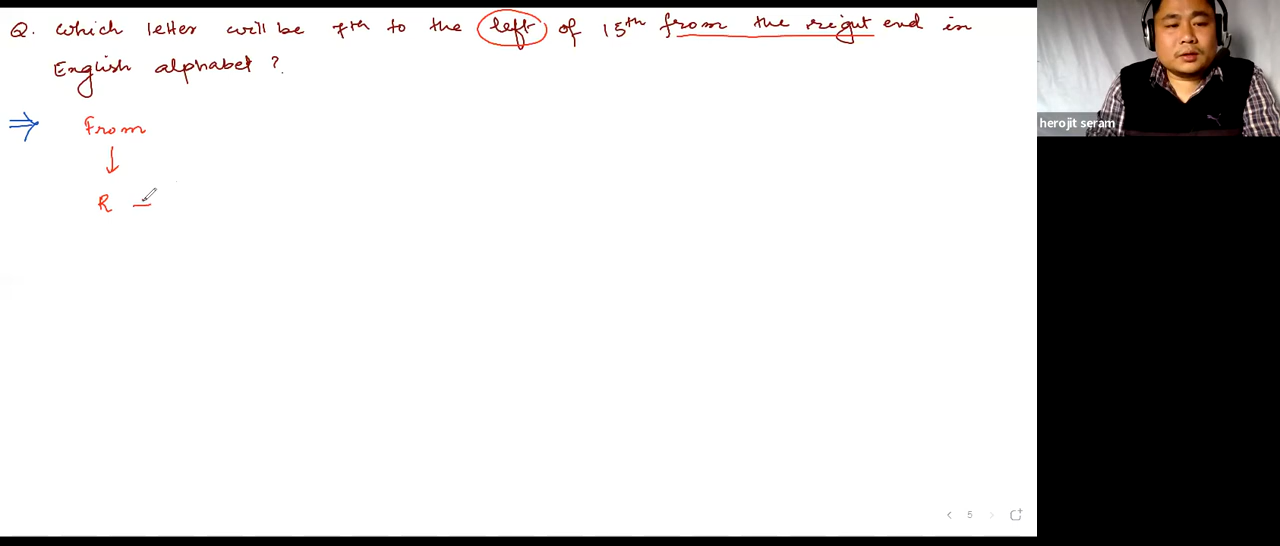 Q. Which letter will be 7th to the left of 15th from the right end in
English alphabet ?
⇒ From
↓
R –
herojit seram
5